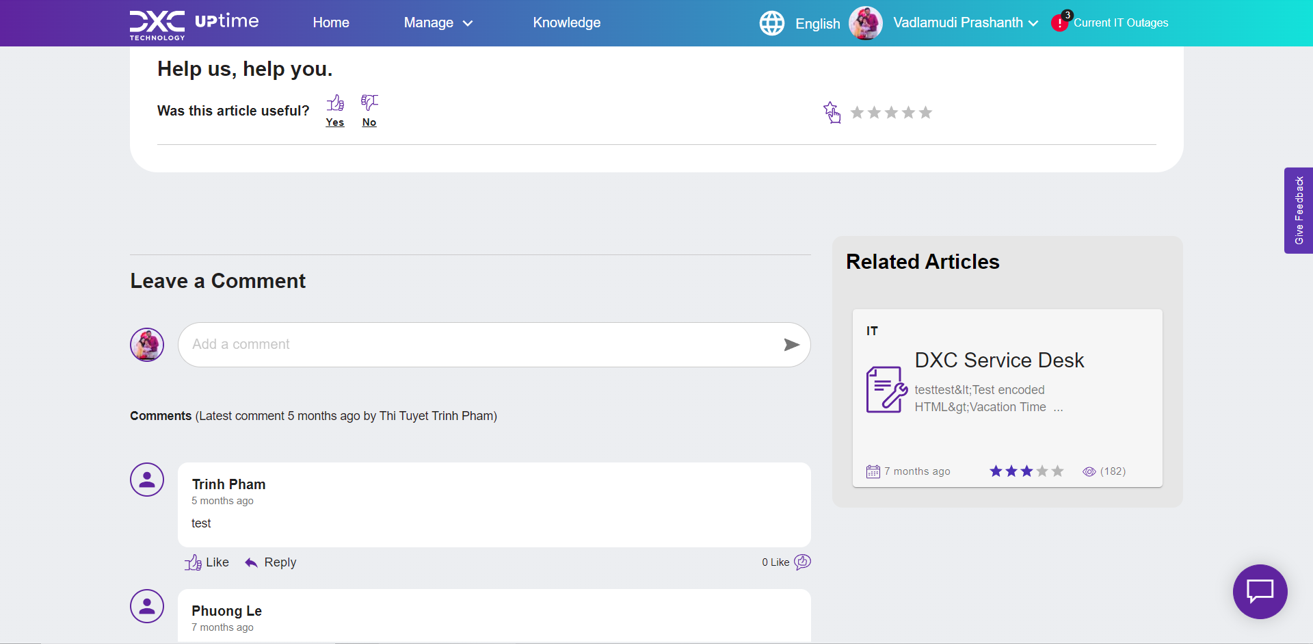 DXC TECHNOLOGY UPtime Home Manage Knowledge English Vadlamudi Prashanth ! 3 Current IT Outages
Help us, help you.
Was this article useful? Yes No
Give Feedback
Leave a Comment
Add a comment
Comments (Latest comment 5 months ago by Thi Tuyet Trinh Pham)
Trinh Pham
5 months ago
test
Like Reply 0 Like
Phuong Le
7 months ago
Related Articles
IT
DXC Service Desk
testtest&lt;Test encoded
HTML&gt;Vacation Time ...
7 months ago (182)